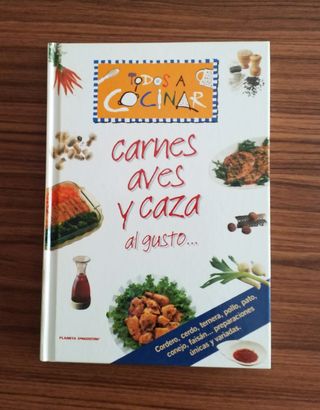 TODOS A
COCINAR
carnes
aves
y caza
al gusto...
Cordero, cerdo, ternera, pollo, pato,
conejo, faisán... preparaciones
únicas y variadas.
PLANETA DEAGOSTINI